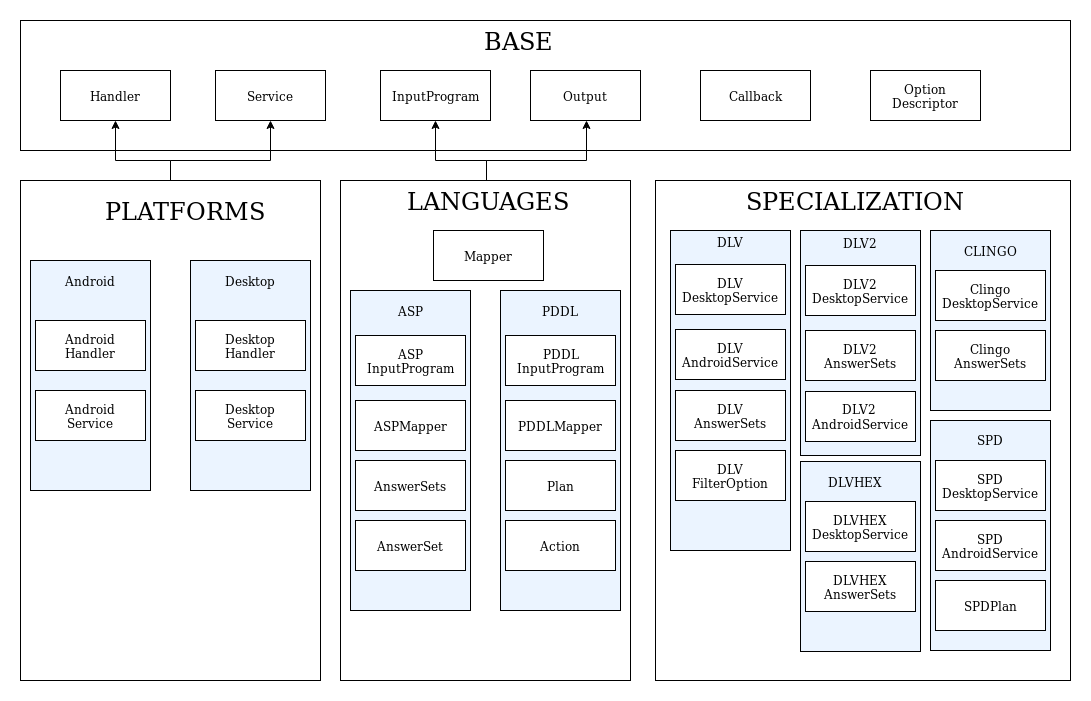 BASE
Handler
Service
InputProgram
Output
Callback
Option
Descriptor
PLATFORMS
Android
Android
Handler
Android
Service
Desktop
Desktop
Handler
Desktop
Service
LANGUAGES
Mapper
ASP
ASP
InputProgram
ASPMapper
AnswerSets
AnswerSet
PDDL
PDDL
InputProgram
PDDLMapper
Plan
Action
SPECIALIZATION
DLV
DLV
DesktopService
DLV
AndroidService
DLV
AnswerSets
DLV
FilterOption
DLV2
DLV2
DesktopService
DLV2
AnswerSets
DLV2
AndroidService
DLVHEX
DLVHEX
DesktopService
DLVHEX
AnswerSets
CLINGO
Clingo
DesktopService
Clingo
AnswerSets
SPD
SPD
DesktopService
SPD
AndroidService
SPDPlan